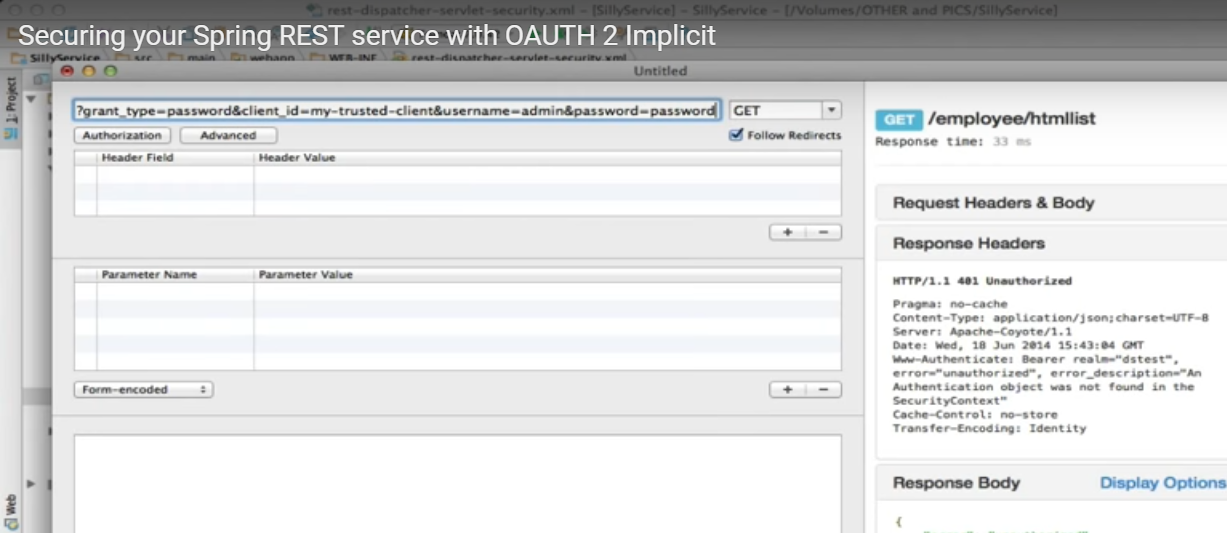 rest-dispatcher-servlet-security.xml - [SillyService] - SillyService - [/Volumes/OTHER and PICS/SillyService]
Securing your Spring REST service with OAUTH 2 Implicit
SillyService src main webapp WEB-INF rest-dispatcher-servlet-security.xml
Untitled
1: Project
?grant_type=password&client_id=my-trusted-client&username=admin&password=password GET
Authorization Advanced Follow Redirects
Header Field Header Value
+ −
Parameter Name Parameter Value
Form-encoded + −
Web
GET /employee/htmllist
Response time: 33 ms
Request Headers & Body
Response Headers
HTTP/1.1 401 Unauthorized
Pragma: no-cache
Content-Type: application/json;charset=UTF-8
Server: Apache-Coyote/1.1
Date: Wed, 18 Jun 2014 15:43:04 GMT
Www-Authenticate: Bearer realm="dstest",
error="unauthorized", error_description="An
Authentication object was not found in the
SecurityContext"
Cache-Control: no-store
Transfer-Encoding: Identity
Response Body Display Options
{